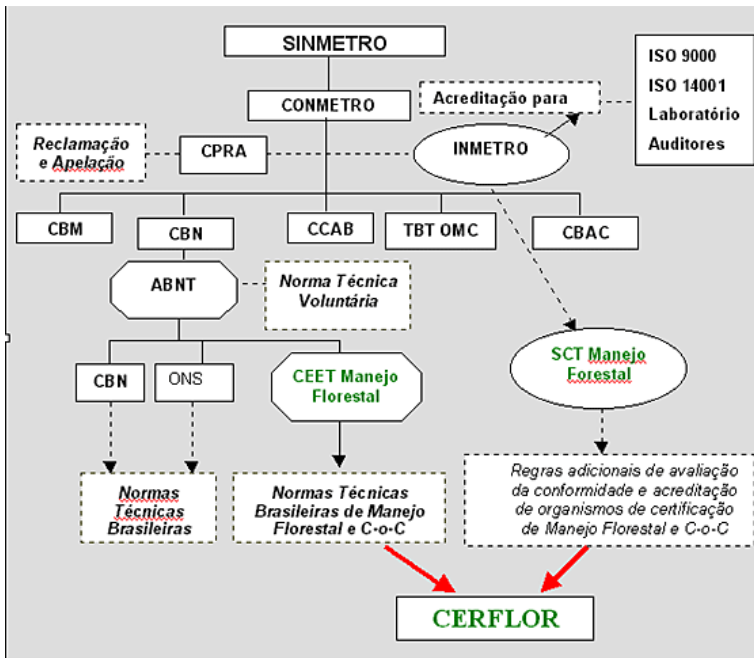 SINMETRO
CONMETRO
Acreditação para
ISO 9000
ISO 14001
Laboratório
Auditores
Reclamação
e Apelação
CPRA
INMETRO
CBM
CBN
CCAB
TBT OMC
CBAC
ABNT
Norma Técnica
Voluntária
CBN
ONS
CEET Manejo
Florestal
SCT Manejo
Forestal
Normas
Técnicas
Brasileiras
Normas Técnicas
Brasileiras de Manejo
Florestal e C-o-C
Regras adicionais de avaliação
da conformidade e acreditação
de organismos de certificação
de Manejo Florestal e C-o-C
CERFLOR